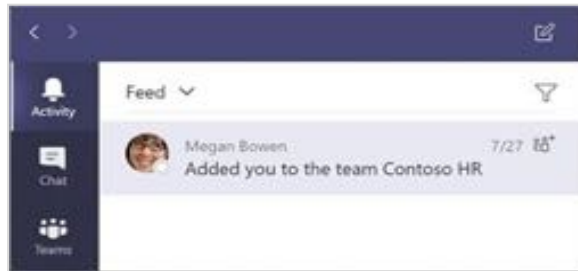 Activity
Feed
Megan Bowen 7/27
Added you to the team Contoso HR
Chat
Teams